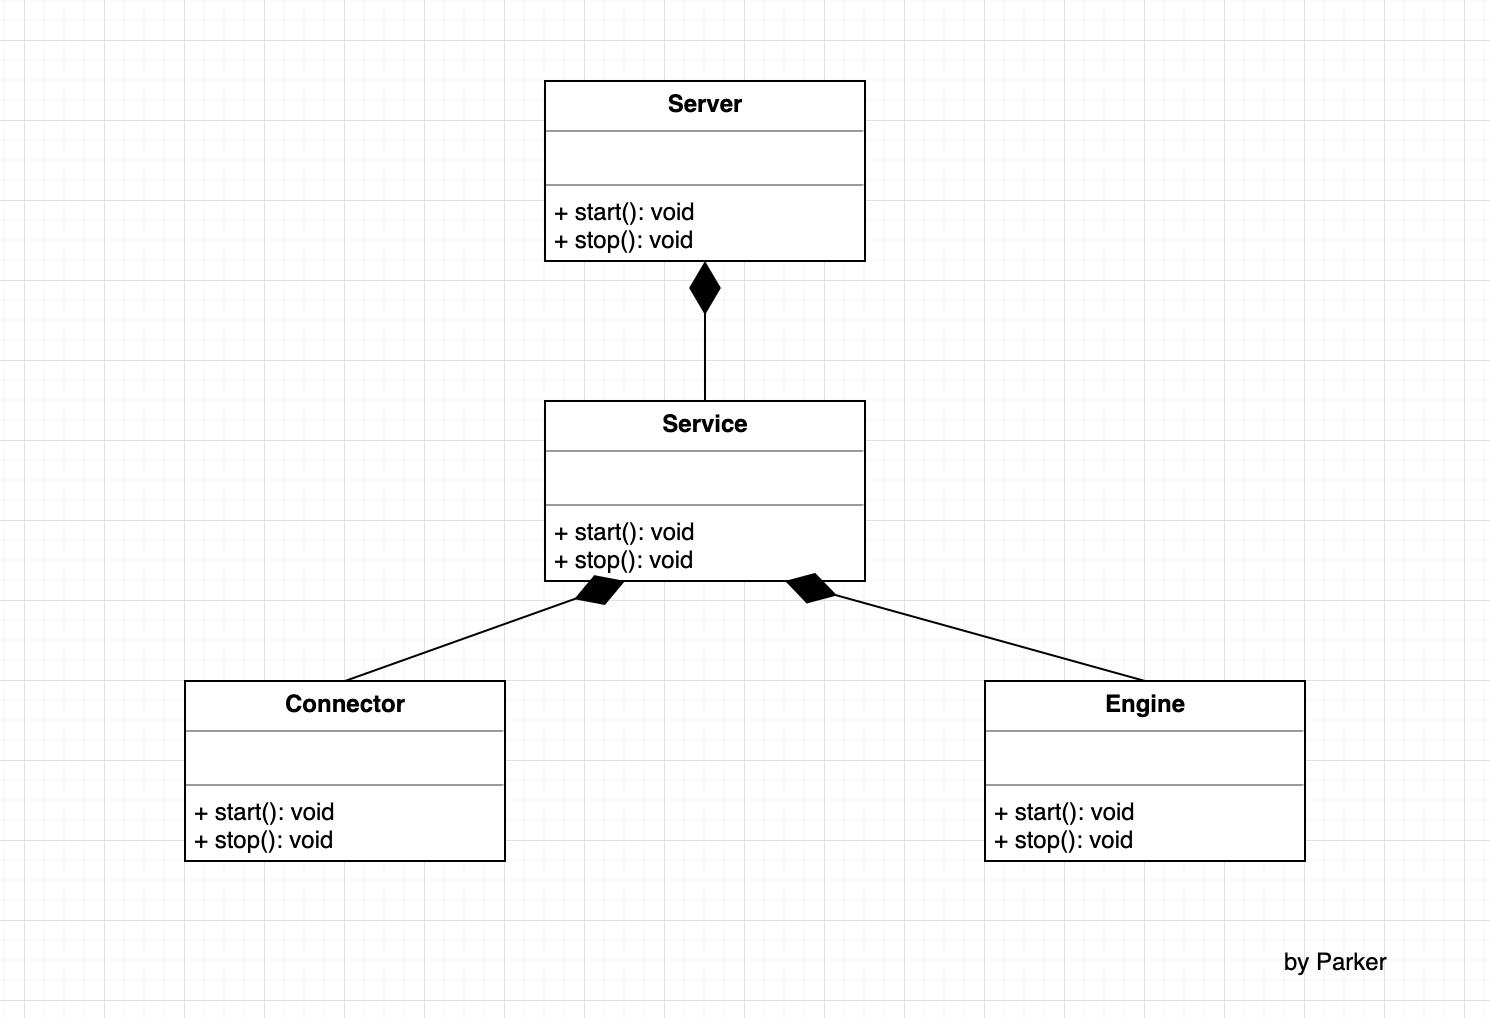 Server
+ start(): void
+ stop(): void
Service
+ start(): void
+ stop(): void
Connector
+ start(): void
+ stop(): void
Engine
+ start(): void
+ stop(): void
by Parker